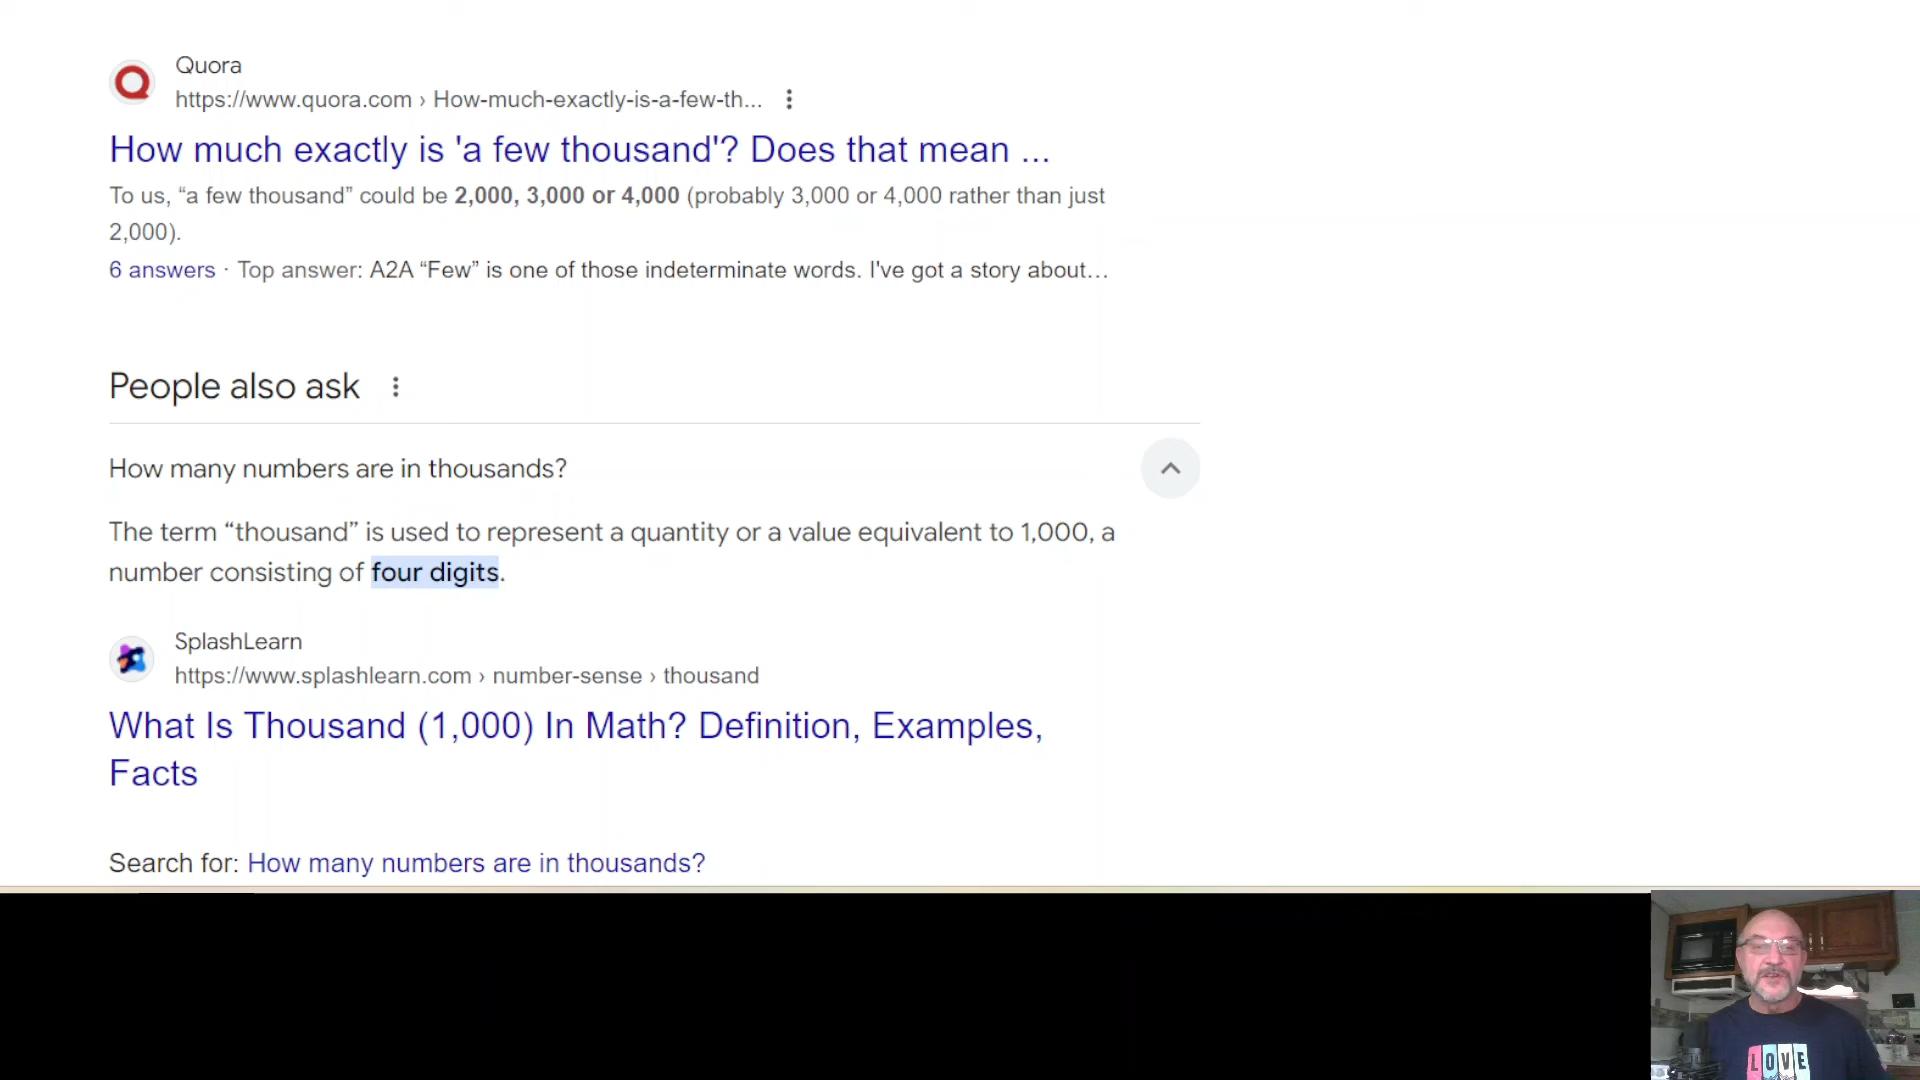 Quora
https://www.quora.com › How-much-exactly-is-a-few-th...
How much exactly is 'a few thousand'? Does that mean ...
To us, “a few thousand” could be 2,000, 3,000 or 4,000 (probably 3,000 or 4,000 rather than just
2,000).
6 answers · Top answer: A2A “Few” is one of those indeterminate words. I've got a story about…
People also ask
How many numbers are in thousands?
The term “thousand” is used to represent a quantity or a value equivalent to 1,000, a
number consisting of four digits.
SplashLearn
https://www.splashlearn.com › number-sense › thousand
What Is Thousand (1,000) In Math? Definition, Examples,
Facts
Search for: How many numbers are in thousands?
LOVE